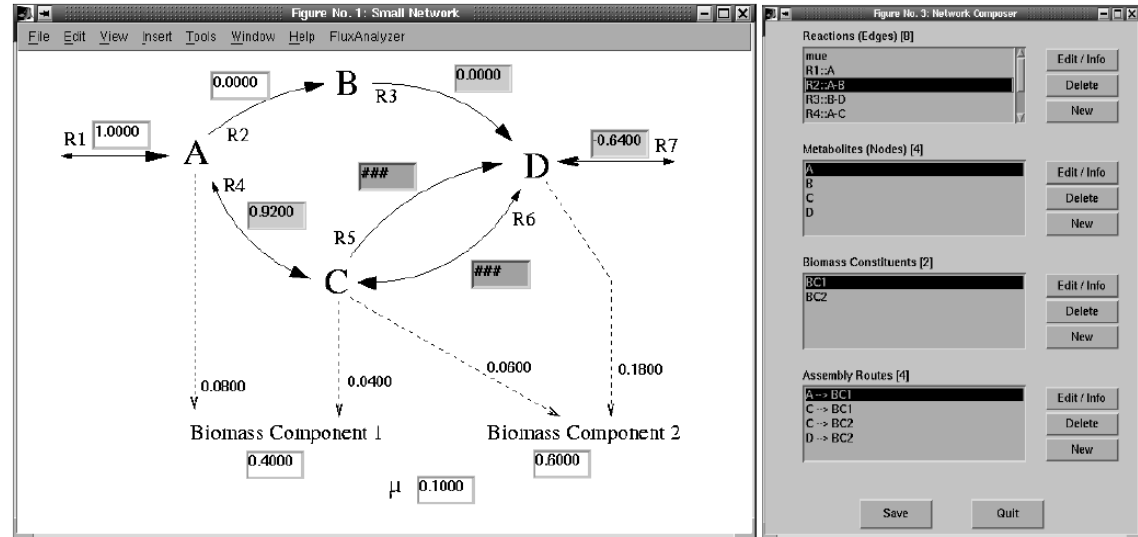 Figure No. 1: Small Network
File Edit View Insert Tools Window Help FluxAnalyzer
0.0000
B
R3
0.0000
R1
1.0000
R2
A
-0.6400
R7
D
###
R4
0.9200
R6
R5
###
C
0.0800
0.0400
0.0600
0.1800
Biomass Component 1
Biomass Component 2
0.4000
0.6000
μ
0.1000
Figure No. 3: Network Composer
Reactions (Edges) [8]
mue
R1::A
R2::A-B
R3::B-D
R4::A-C
Edit / Info
Delete
New
Metabolites (Nodes) [4]
A
B
C
D
Edit / Info
Delete
New
Biomass Constituents [2]
BC1
BC2
Edit / Info
Delete
New
Assembly Routes [4]
A --> BC1
C --> BC1
C --> BC2
D --> BC2
Edit / Info
Delete
New
Save
Quit